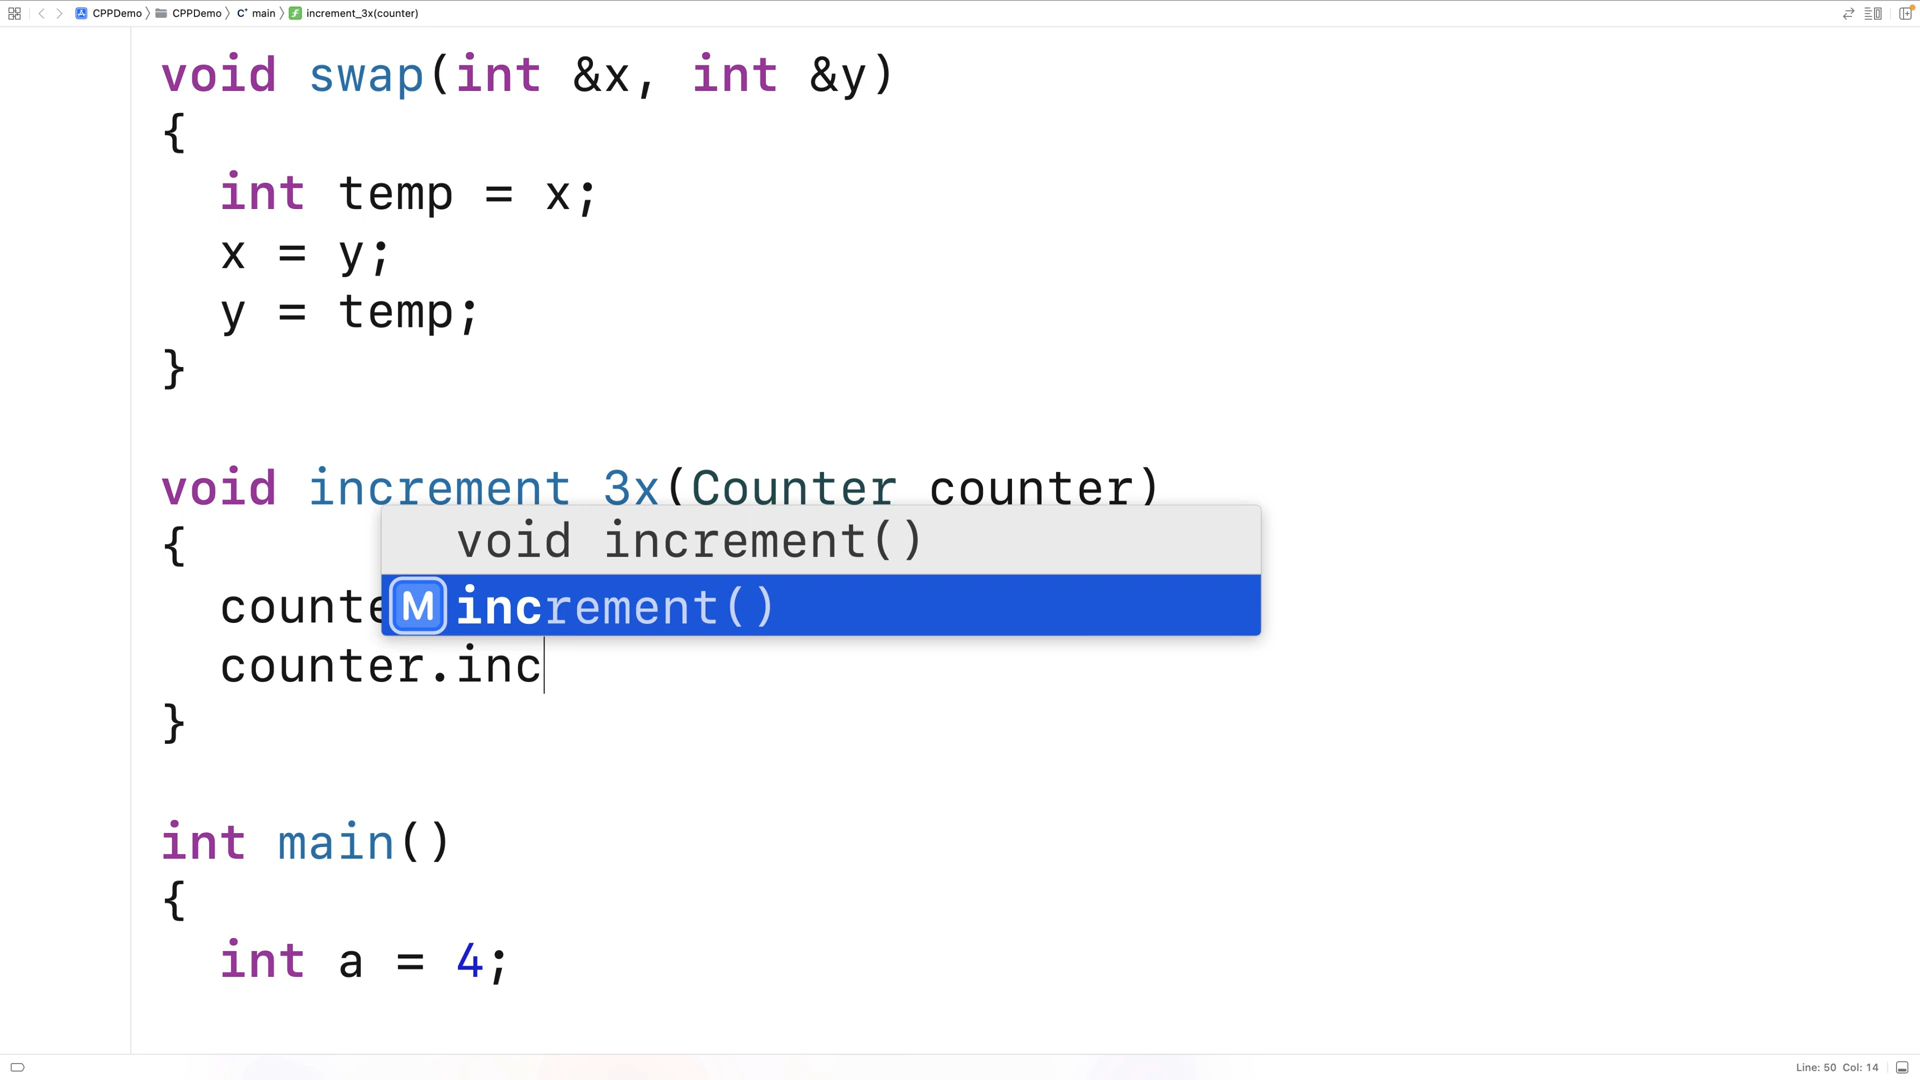 CPPDemo 〉 CPPDemo 〉 C⁺ main 〉 f increment_3x(counter)
void swap(int &x, int &y)
{
int temp = x;
x = y;
y = temp;
}
void increment 3x(Counter counter)
{
void increment()
counte M increment()
counter.inc
}
int main()
{
int a = 4;
Line: 50 Col: 14